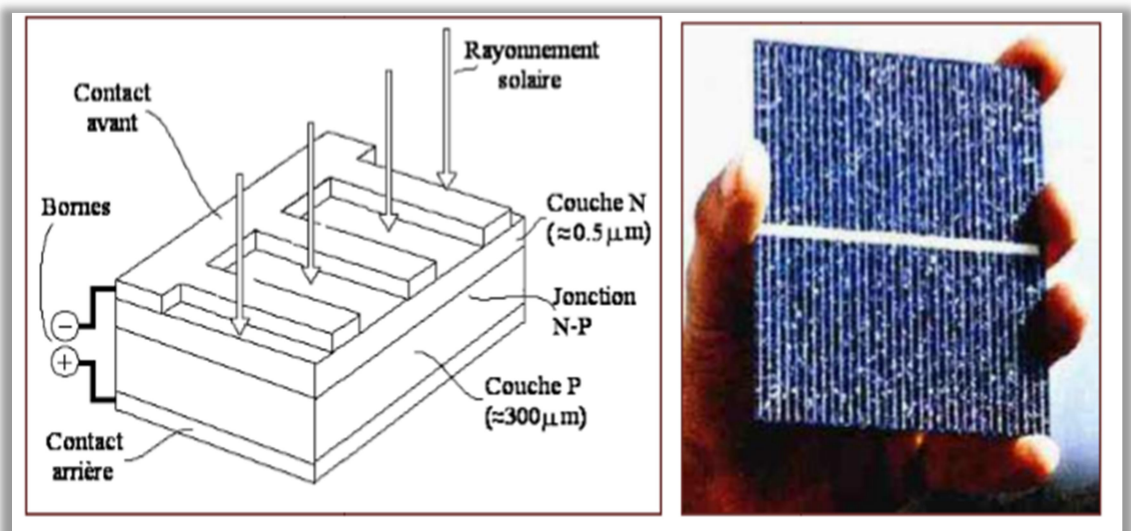 Rayonnement
solaire
Contact
avant
Bornes
Couche N
(≈0.5μm)
Jonction
N-P
−
+
Couche P
(≈300μm)
Contact
arrière